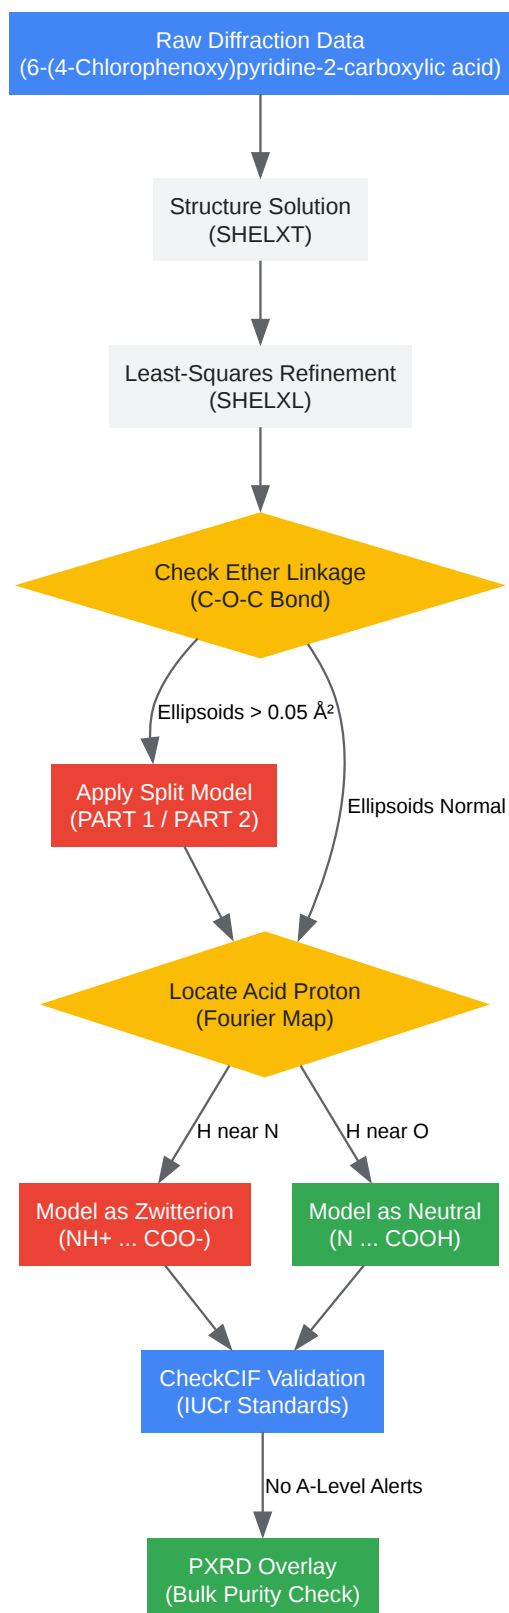 Raw Diffraction Data
(6-(4-Chlorophenoxy)pyridine-2-carboxylic acid)
Structure Solution
(SHELXT)
Least-Squares Refinement
(SHELXL)
Check Ether Linkage
(C-O-C Bond)
Ellipsoids > 0.05 Å²
Apply Split Model
(PART 1 / PART 2)
Ellipsoids Normal
Locate Acid Proton
(Fourier Map)
H near N
H near O
Model as Zwitterion
(NH+ ... COO-)
Model as Neutral
(N ... COOH)
CheckCIF Validation
(IUCr Standards)
No A-Level Alerts
PXRD Overlay
(Bulk Purity Check)